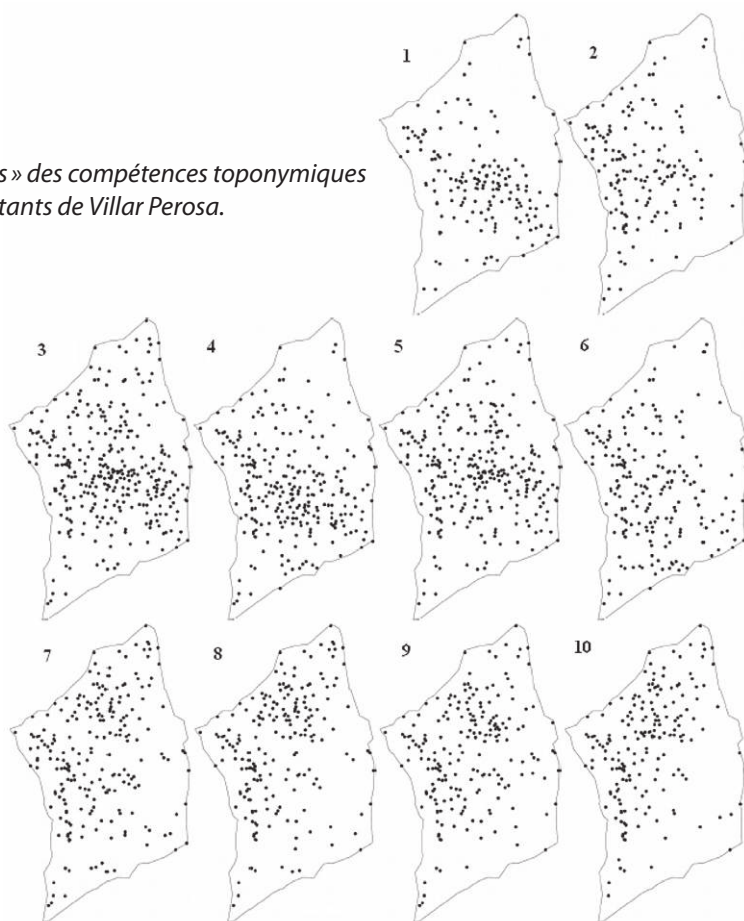 1 2
s » des compétences toponymiques
tants de Villar Perosa.
3 4 5 6
7 8 9 10